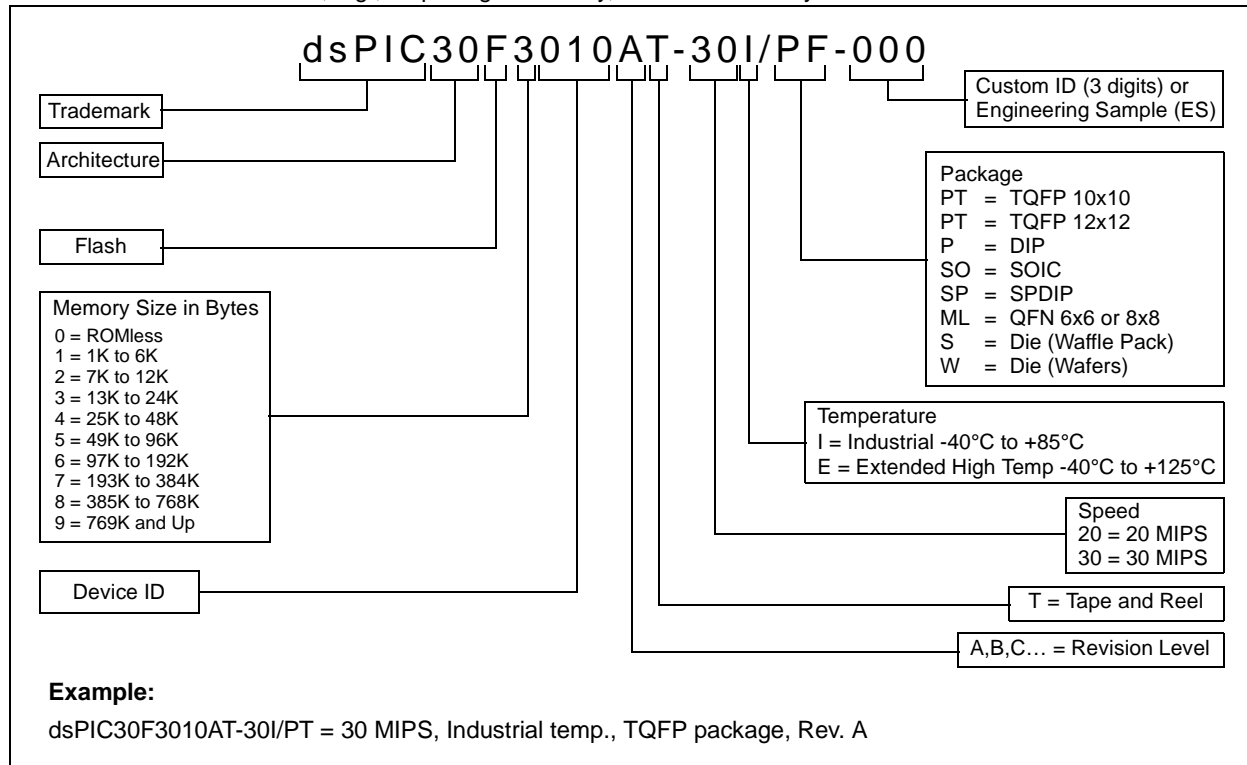 dsPIC30F3010AT-30I/PF-000
Trademark
Architecture
Flash
Memory Size in Bytes
0 = ROMless
1 = 1K to 6K
2 = 7K to 12K
3 = 13K to 24K
4 = 25K to 48K
5 = 49K to 96K
6 = 97K to 192K
7 = 193K to 384K
8 = 385K to 768K
9 = 769K and Up
Device ID
Custom ID (3 digits) or
Engineering Sample (ES)
Package
PT = TQFP 10x10
PT = TQFP 12x12
P = DIP
SO = SOIC
SP = SPDIP
ML = QFN 6x6 or 8x8
S = Die (Waffle Pack)
W = Die (Wafers)
Temperature
I = Industrial -40°C to +85°C
E = Extended High Temp -40°C to +125°C
Speed
20 = 20 MIPS
30 = 30 MIPS
T = Tape and Reel
A,B,C… = Revision Level
Example:
dsPIC30F3010AT-30I/PT = 30 MIPS, Industrial temp., TQFP package, Rev. A